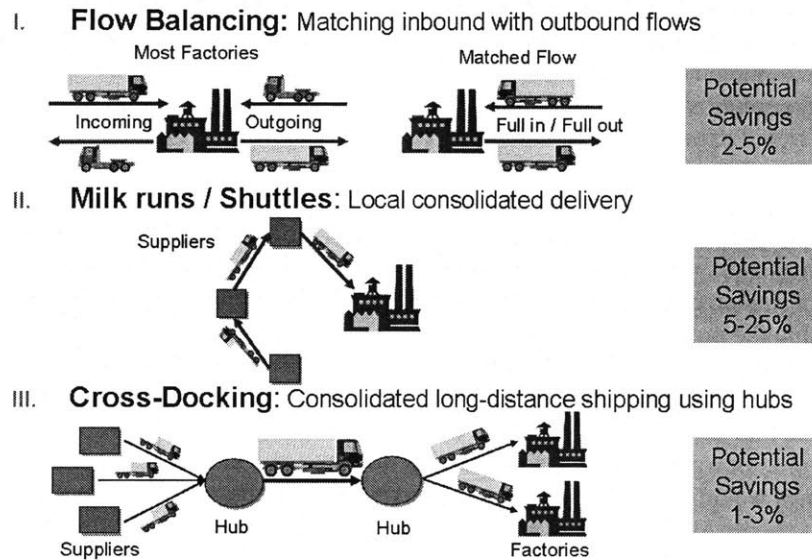 I. Flow Balancing: Matching inbound with outbound flows
Most Factories
Matched Flow
Incoming
Outgoing
Full in / Full out
Potential
Savings
2-5%
II. Milk runs / Shuttles: Local consolidated delivery
Suppliers
Potential
Savings
5-25%
III. Cross-Docking: Consolidated long-distance shipping using hubs
Hub
Hub
Suppliers
Factories
Potential
Savings
1-3%